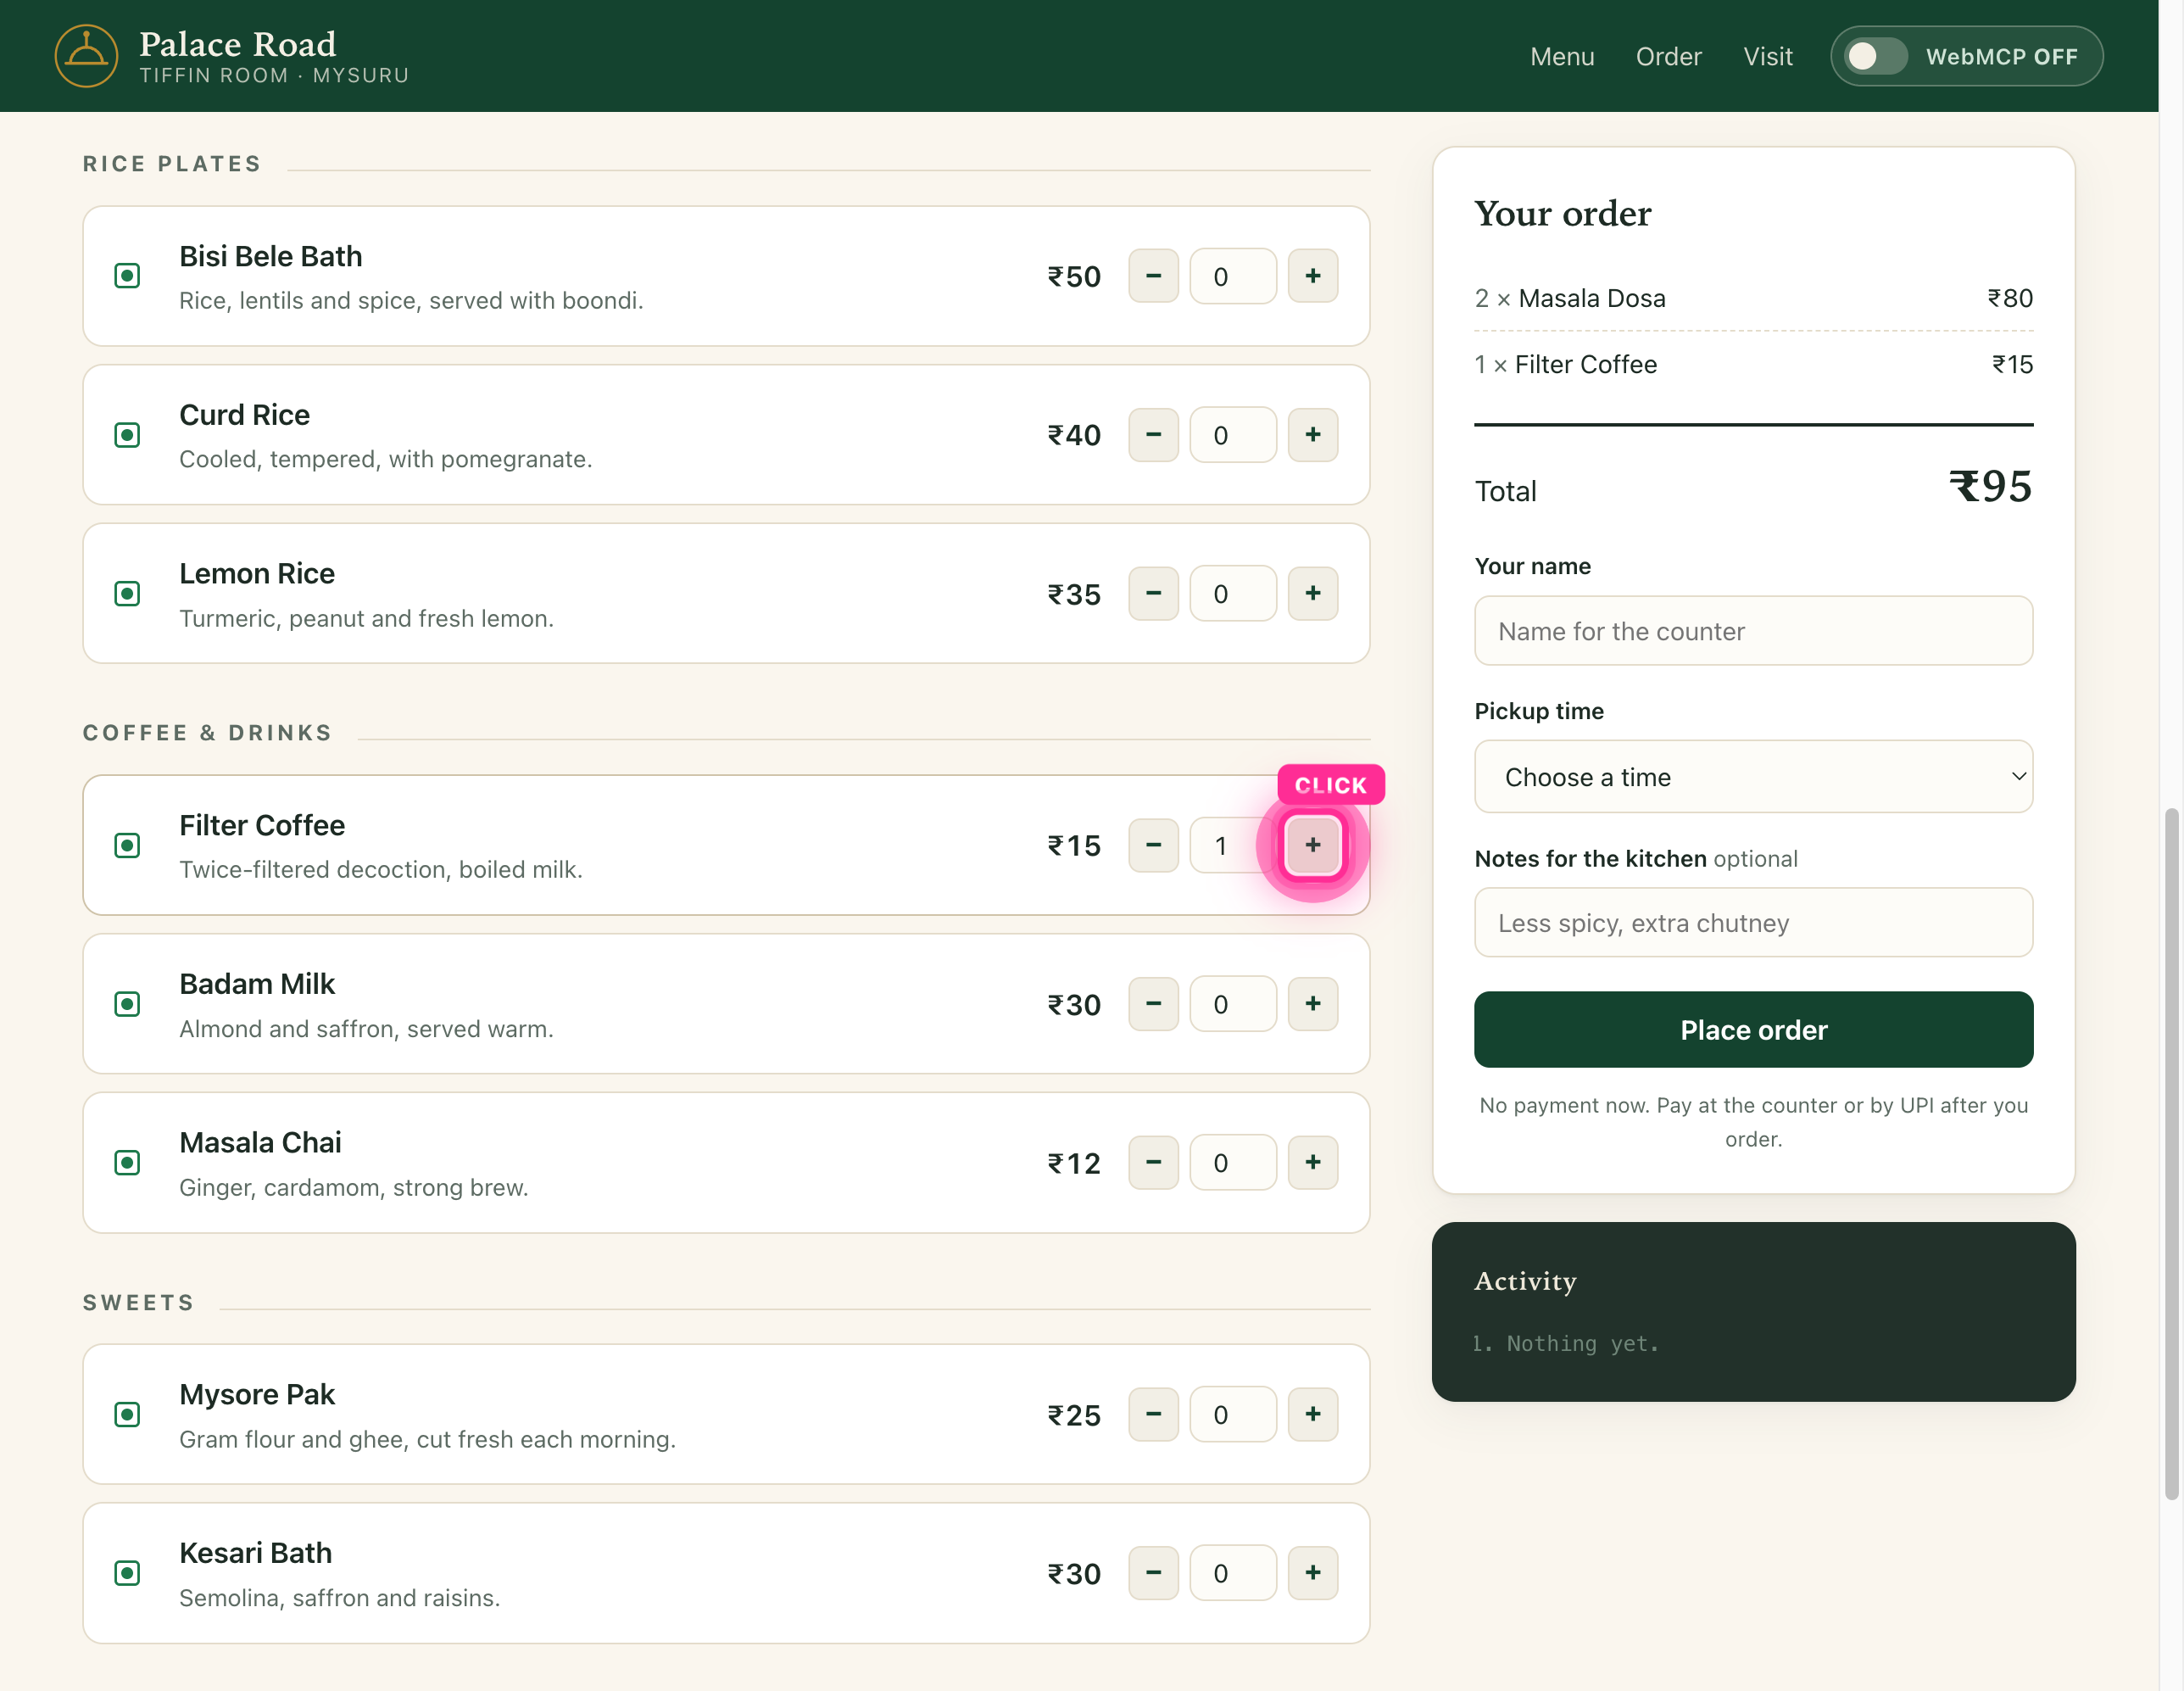 Palace Road
TIFFIN ROOM · MYSURU
Menu
Order
Visit
WebMCP OFF
RICE PLATES
Bisi Bele Bath
Rice, lentils and spice, served with boondi.
₹50
−
0
+
Curd Rice
Cooled, tempered, with pomegranate.
₹40
−
0
+
Lemon Rice
Turmeric, peanut and fresh lemon.
₹35
−
0
+
COFFEE & DRINKS
CLICK
Filter Coffee
Twice-filtered decoction, boiled milk.
₹15
−
1
+
Badam Milk
Almond and saffron, served warm.
₹30
−
0
+
Masala Chai
Ginger, cardamom, strong brew.
₹12
−
0
+
SWEETS
Mysore Pak
Gram flour and ghee, cut fresh each morning.
₹25
−
0
+
Kesari Bath
Semolina, saffron and raisins.
₹30
−
0
+
Your order
2 × Masala Dosa ₹80
1 × Filter Coffee ₹15
Total ₹95
Your name
Name for the counter
Pickup time
Choose a time
Notes for the kitchen optional
Less spicy, extra chutney
Place order
No payment now. Pay at the counter or by UPI after you
order.
Activity
1. Nothing yet.